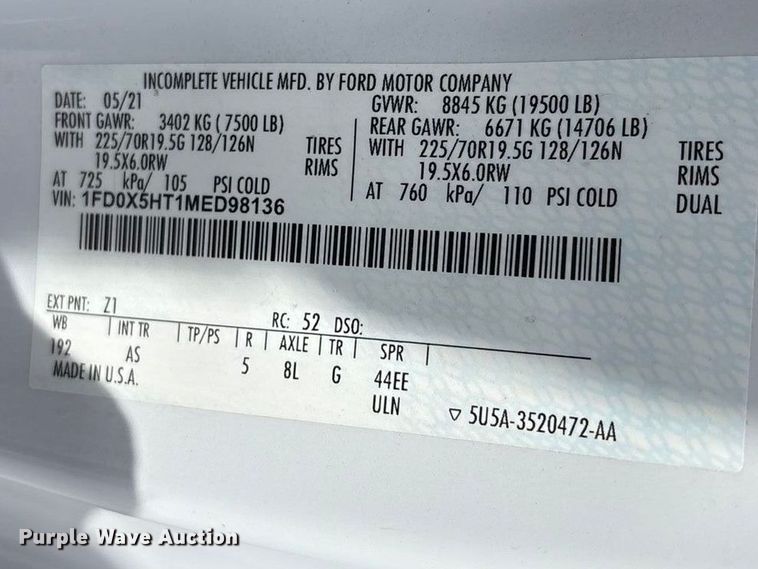 INCOMPLETE VEHICLE MFD. BY FORD MOTOR COMPANY
DATE: 05/21 GVWR: 8845 KG (19500 LB)
FRONT GAWR: 3402 KG (7500 LB) REAR GAWR: 6671 KG (14706 LB)
WITH 225/70R19.5G 128/126N TIRES WITH 225/70R19.5G 128/126N TIRES
19.5X6.0RW RIMS 19.5X6.0RW RIMS
AT 725 kPa/ 105 PSI COLD AT 760 kPa/ 110 PSI COLD DUAL
VIN: 1FD0X5HT1MED98136
EXT PNT: Z1 RC: 52 DSO:
WB INT TR TP/PS R AXLE TR SPR
192 AS 5 8L G 44EE
MADE IN U.S.A. ULN
5U5A-3520472-AA
Purple Wave Auction